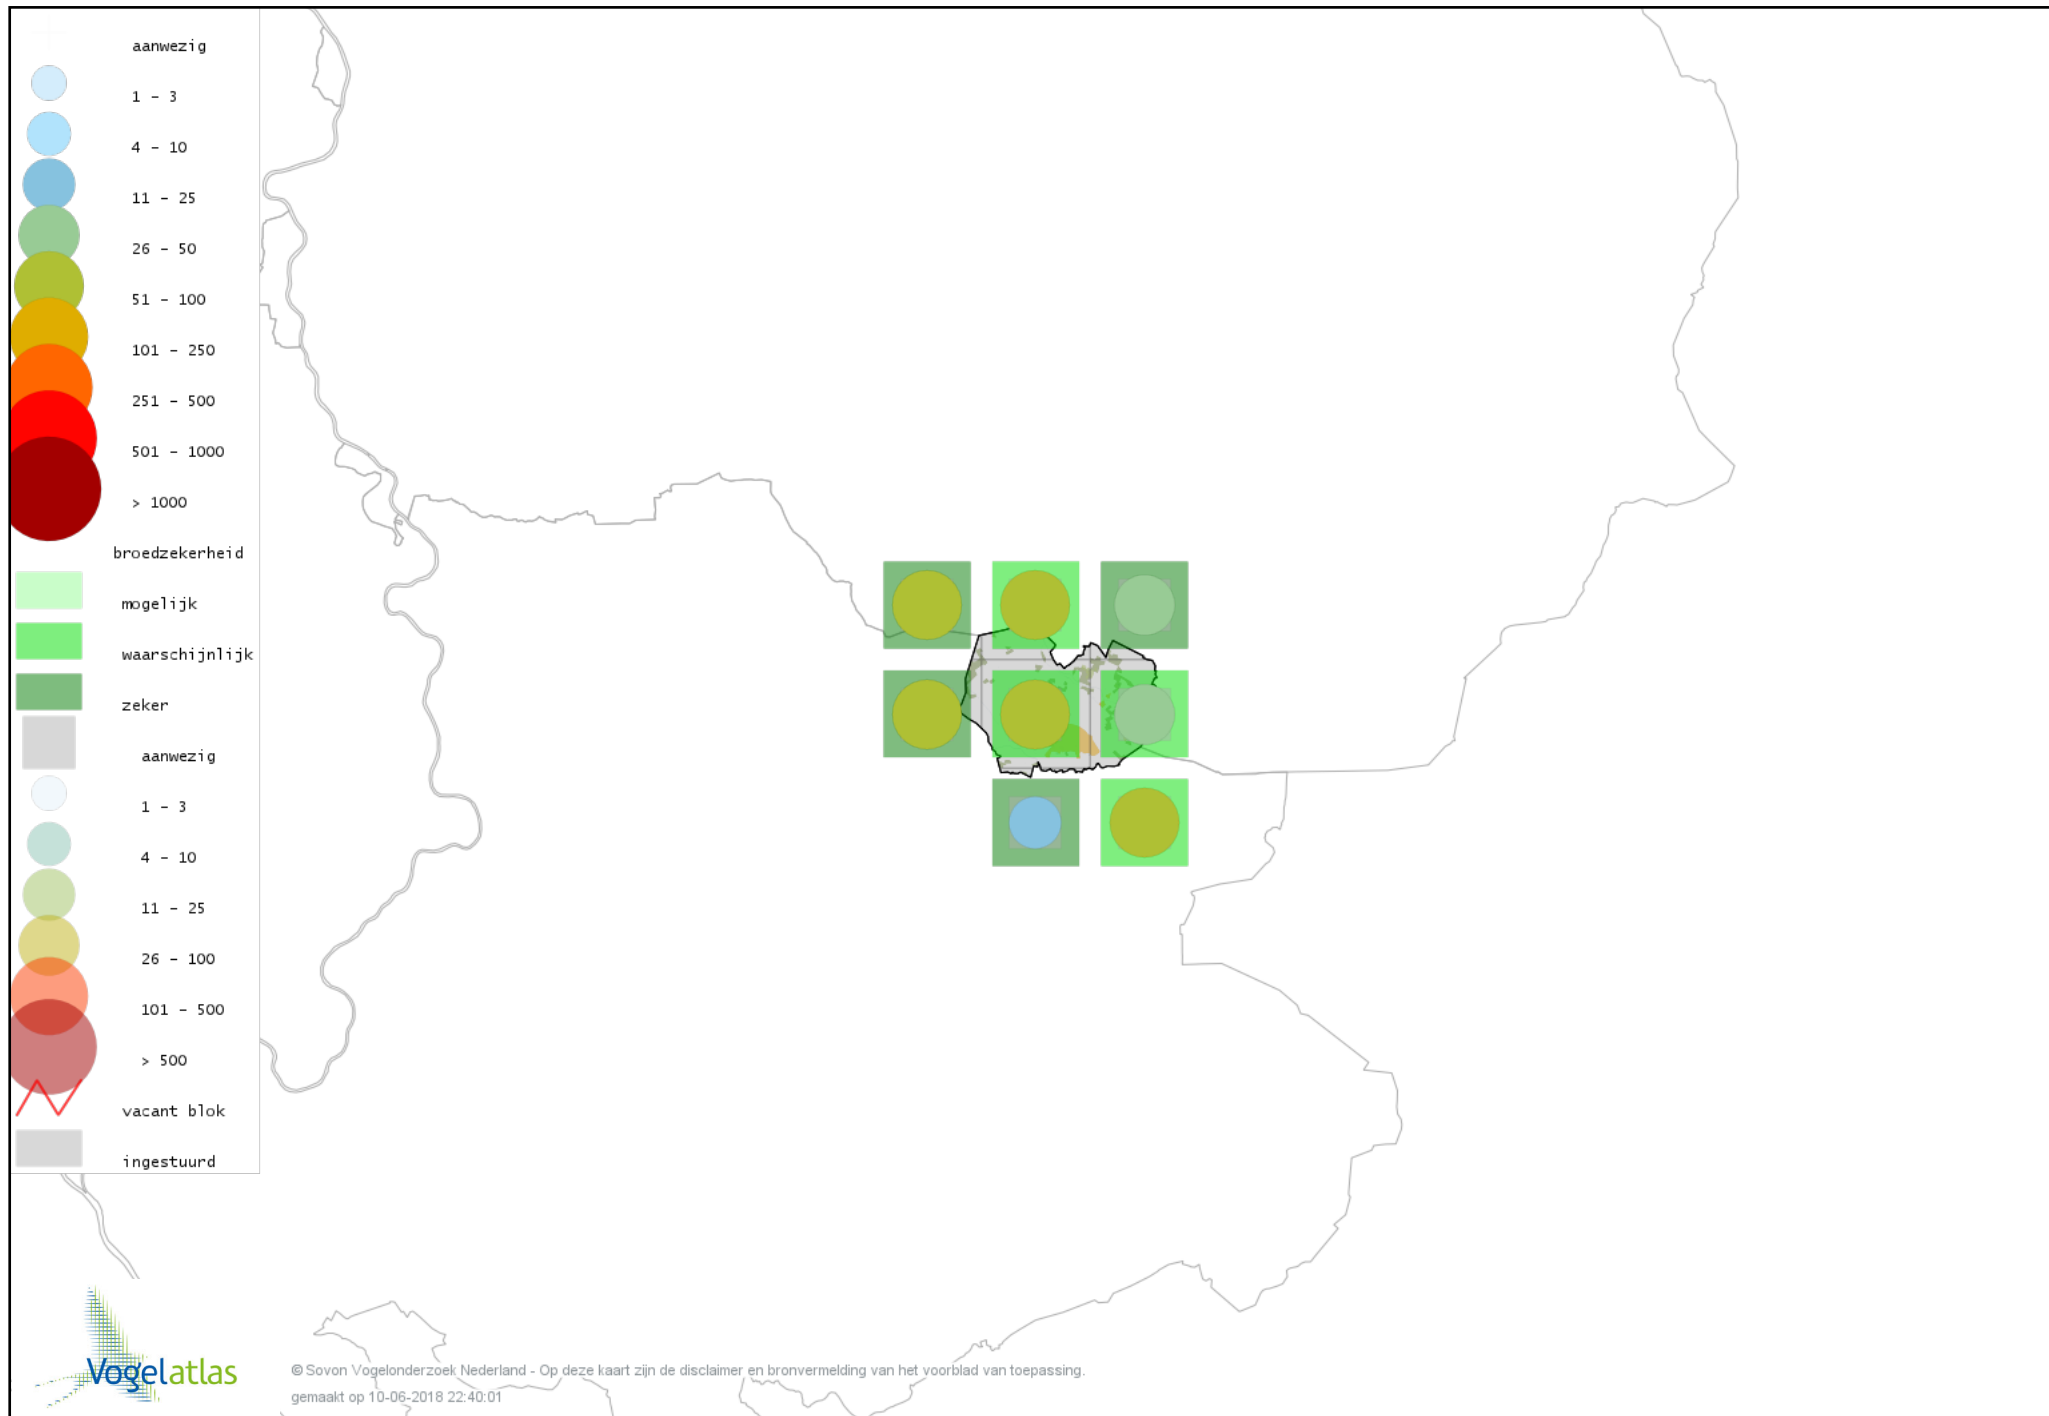 aanwezig
1 - 3
4 - 10
11 - 25
26 - 50
51 - 100
101 - 250
251 - 500
501 - 1000
> 1000
broedzekerheid
mogelijk
waarschijnlijk
zeker
aanwezig
1 - 3
4 - 10
11 - 25
26 - 100
101 - 500
> 500
vacant blok
ingestuurd
Vogelatlas
© Sovon Vogelonderzoek Nederland - Op deze kaart zijn de disclaimer en bronvermelding van het voorblad van toepassing.
gemaakt op 10-06-2018 22:40:01